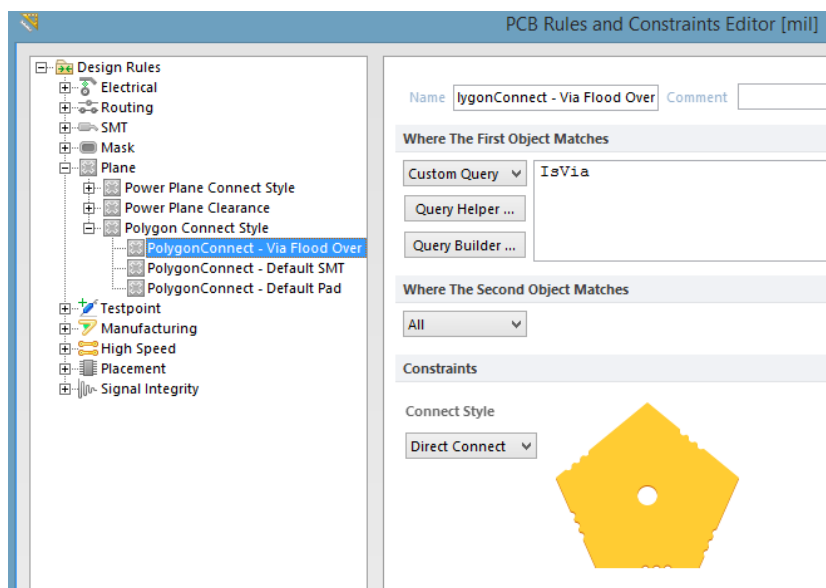 PCB Rules and Constraints Editor [mil]
Design Rules
Electrical
Routing
SMT
Mask
Plane
Power Plane Connect Style
Power Plane Clearance
Polygon Connect Style
PolygonConnect - Via Flood Over
PolygonConnect - Default SMT
PolygonConnect - Default Pad
Testpoint
Manufacturing
High Speed
Placement
Signal Integrity
Name lygonConnect - Via Flood Over Comment
Where The First Object Matches
Custom Query IsVia
Query Helper ...
Query Builder ...
Where The Second Object Matches
All
Constraints
Connect Style
Direct Connect